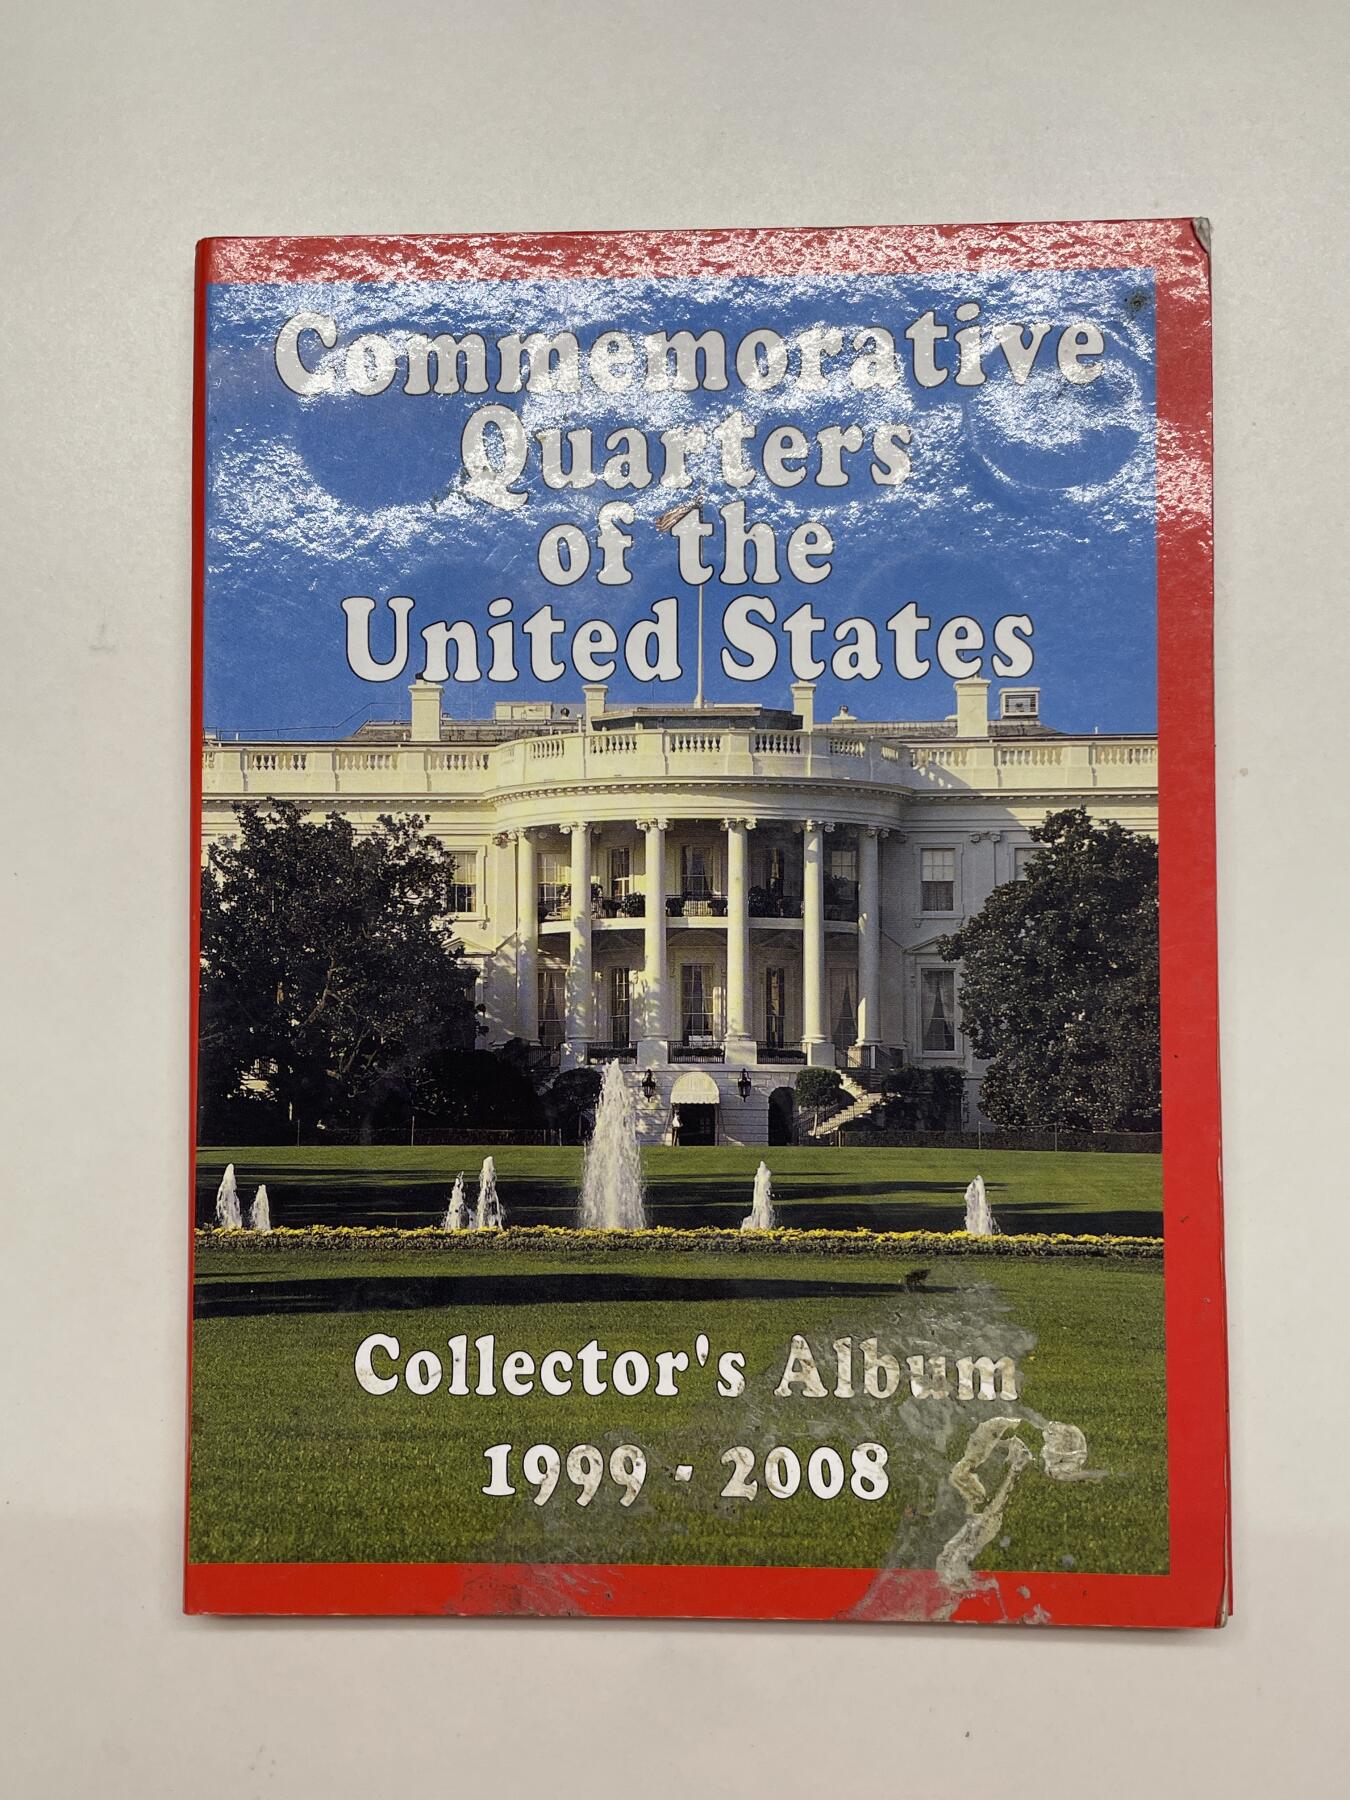 Commemorative
Quarters
of the
United States
Collector's Album
1999 - 2008